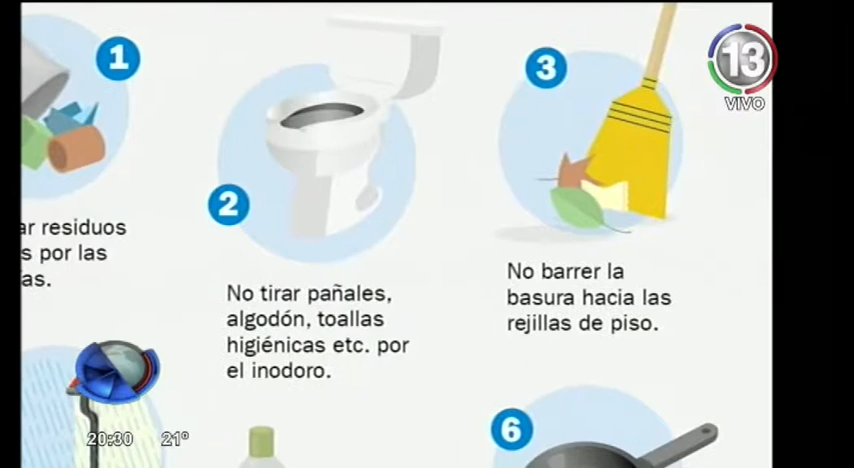 1
ar residuos
s por las
as.
2
No tirar pañales,
algodón, toallas
higiénicas etc. por
el inodoro.
3
No barrer la
basura hacia las
rejillas de piso.
6
13
VIVO
20:30 21°